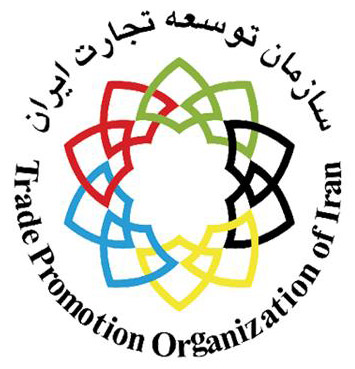 سازمان توسعه تجارت ایران
Trade Promotion Organization of Iran